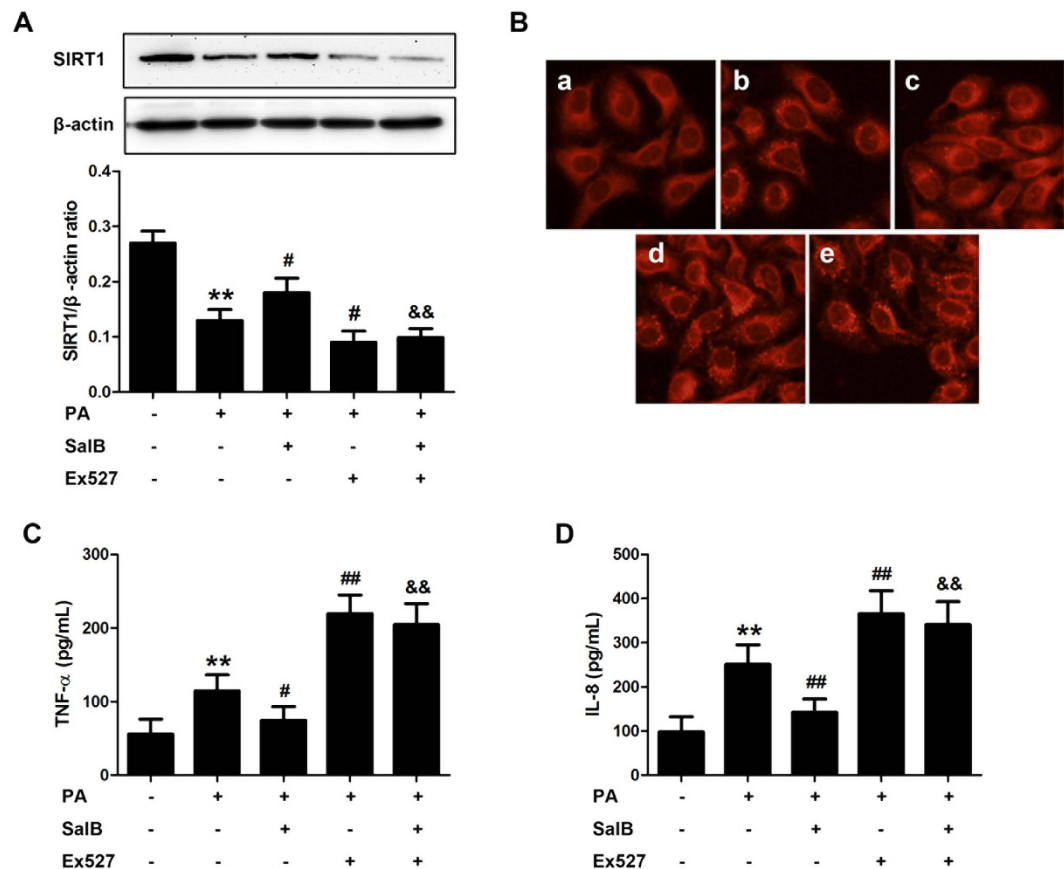 A
SIRT1
β-actin
SIRT1/β -actin ratio
0.4
0.3
0.2
0.1
0.0
**
#
#
&&
PA - + + + +
SalB - - + - +
Ex527 - - - + +
B
a
b
c
d
e
C
TNF-α (pg/mL)
300
200
100
0
**
#
##
&&
PA - + + + +
SalB - - + - +
Ex527 - - - + +
D
IL-8 (pg/mL)
500
400
300
200
100
0
**
##
##
&&
PA - + + + +
SalB - - + - +
Ex527 - - - + +